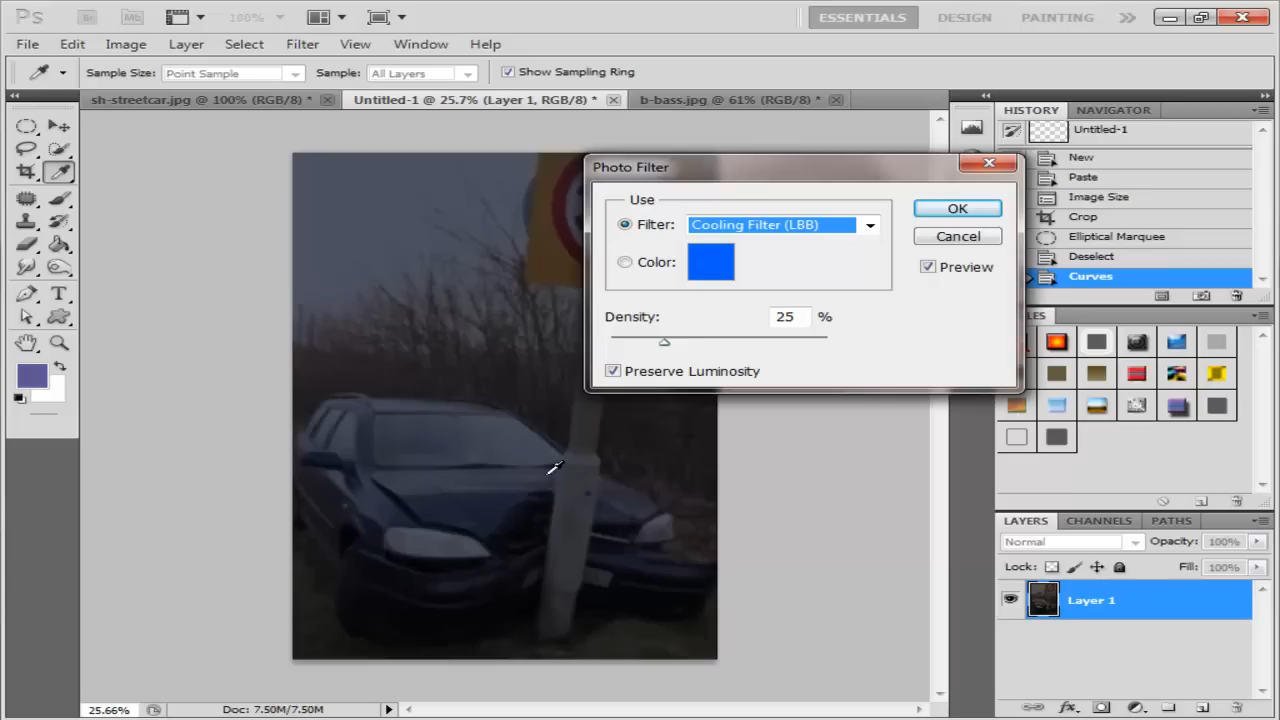 Ps Br Mb 100% ESSENTIALS DESIGN PAINTING
File Edit Image Layer Select Filter View Window Help
Sample Size: Point Sample Sample: All Layers Show Sampling Ring
sh-streetcar.jpg @ 100% (RGB/8) * Untitled-1 @ 25.7% (Layer 1, RGB/8) * b-bass.jpg @ 61% (RGB/8) *
HISTORY NAVIGATOR
Untitled-1
New
Paste
Image Size
Crop
Elliptical Marquee
Deselect
Curves
Photo Filter
Use
Filter: Cooling Filter (LBB)
Color:
OK
Cancel
Preview
Density: 25 %
Preserve Luminosity
LES
LAYERS CHANNELS PATHS
Normal Opacity: 100%
Lock: Fill: 100%
Layer 1
25.66% Doc: 7.50M/7.50M